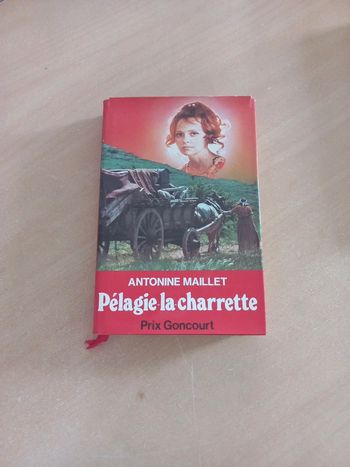 ANTONINE MAILLET
Pélagie-la-charrette
Prix Goncourt